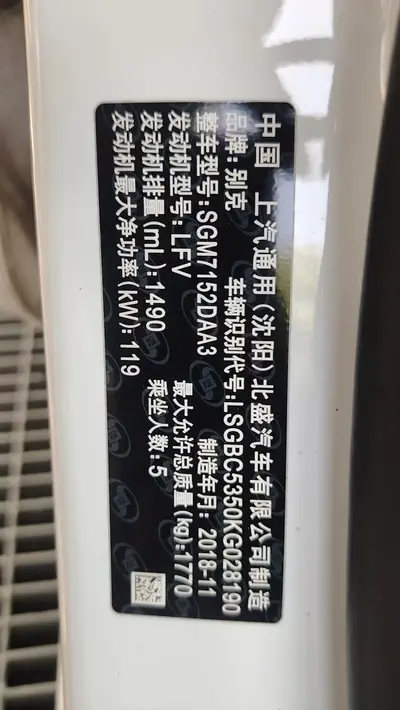 中国 上汽通用(沈阳)北盛汽车有限公司制造
品牌:别克 车辆识别代号:LSGBC5350KG028190
整车型号:SGM7152DAA3 制造年月:2018-11
发动机型号:LFV 最大允许总质量(kg):1770
发动机排量(mL):1490 乘坐人数:5
发动机最大净功率(kW):119